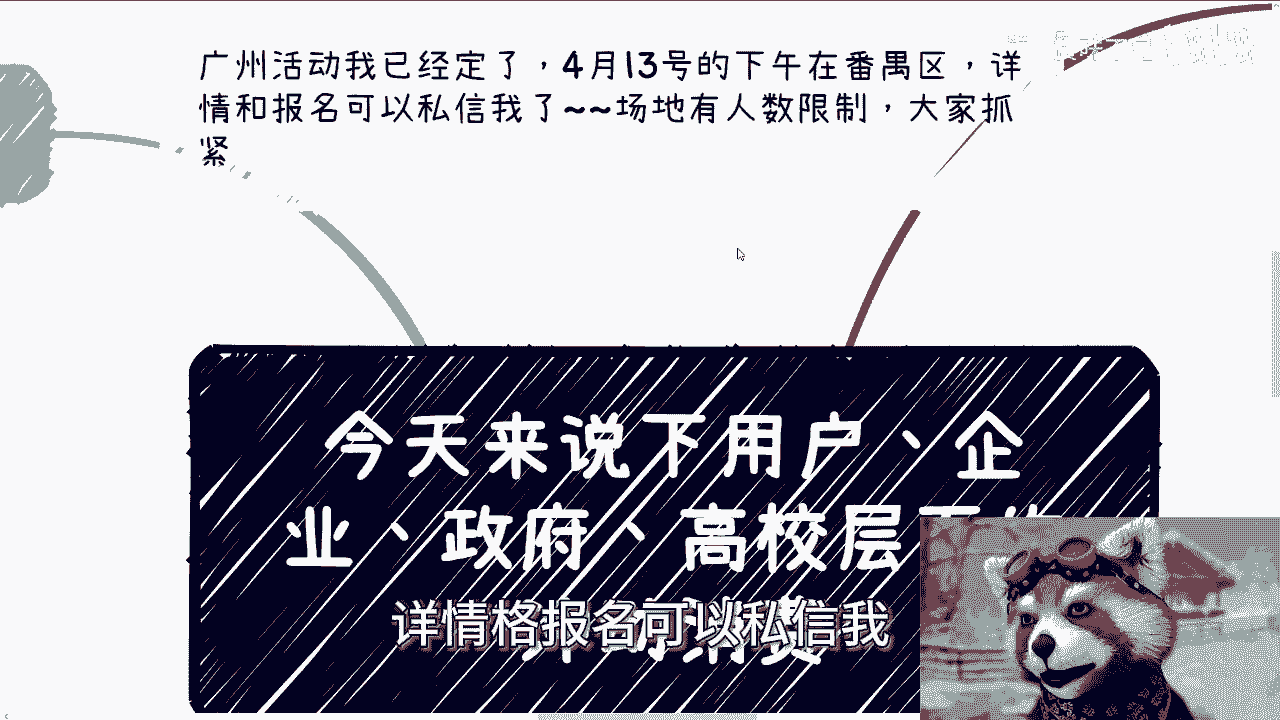 广州活动我已经定了，4月13号的下午在番禺区，详
情和报名可以私信我了~~场地有人数限制，大家抓
紧
今天来说下用户、企
业、政府、高校层面
详情格报名可以私信我